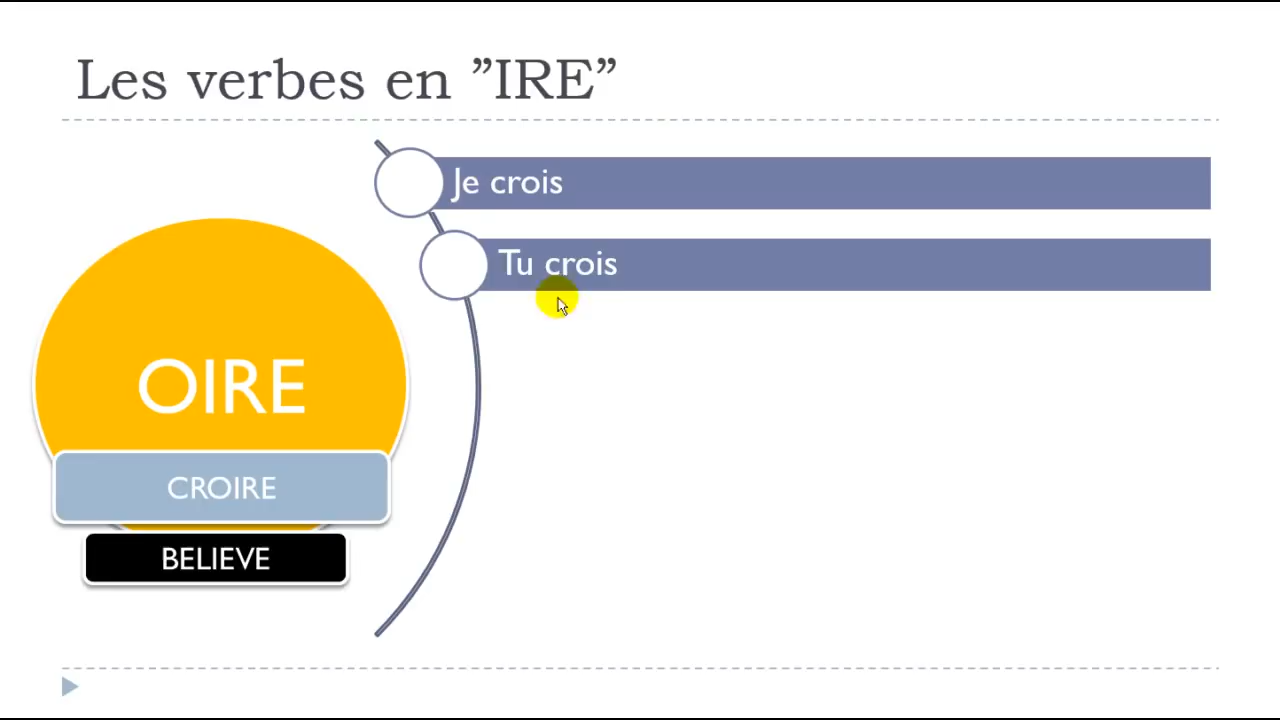 Les verbes en ”IRE”
Je crois
Tu crois
OIRE
CROIRE
BELIEVE